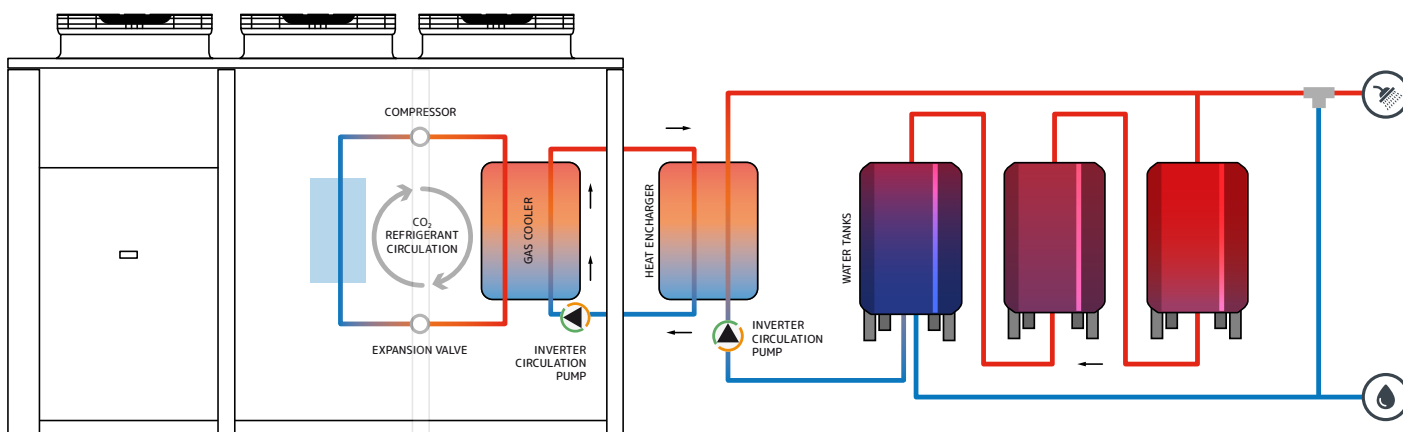 COMPRESSOR
CO₂
REFRIGERANT
CIRCULATION
EXPANSION VALVE
GAS COOLER
INVERTER
CIRCULATION
PUMP
HEAT ENCHARGER
INVERTER
CIRCULATION
PUMP
WATER TANKS